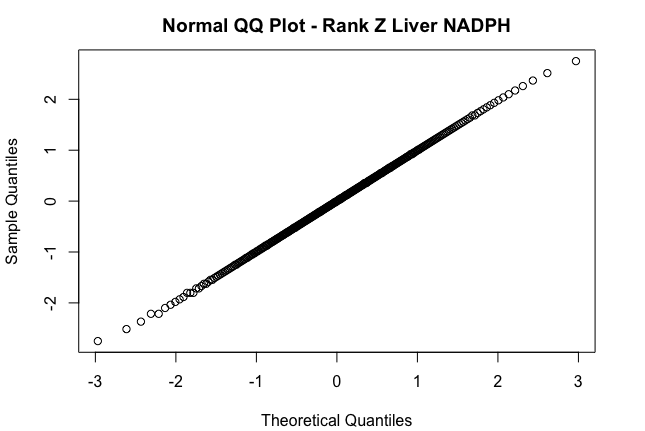 Normal QQ Plot - Rank Z Liver NADPH
Sample Quantiles
2
1
0
-1
-2
-3 -2 -1 0 1 2 3
Theoretical Quantiles